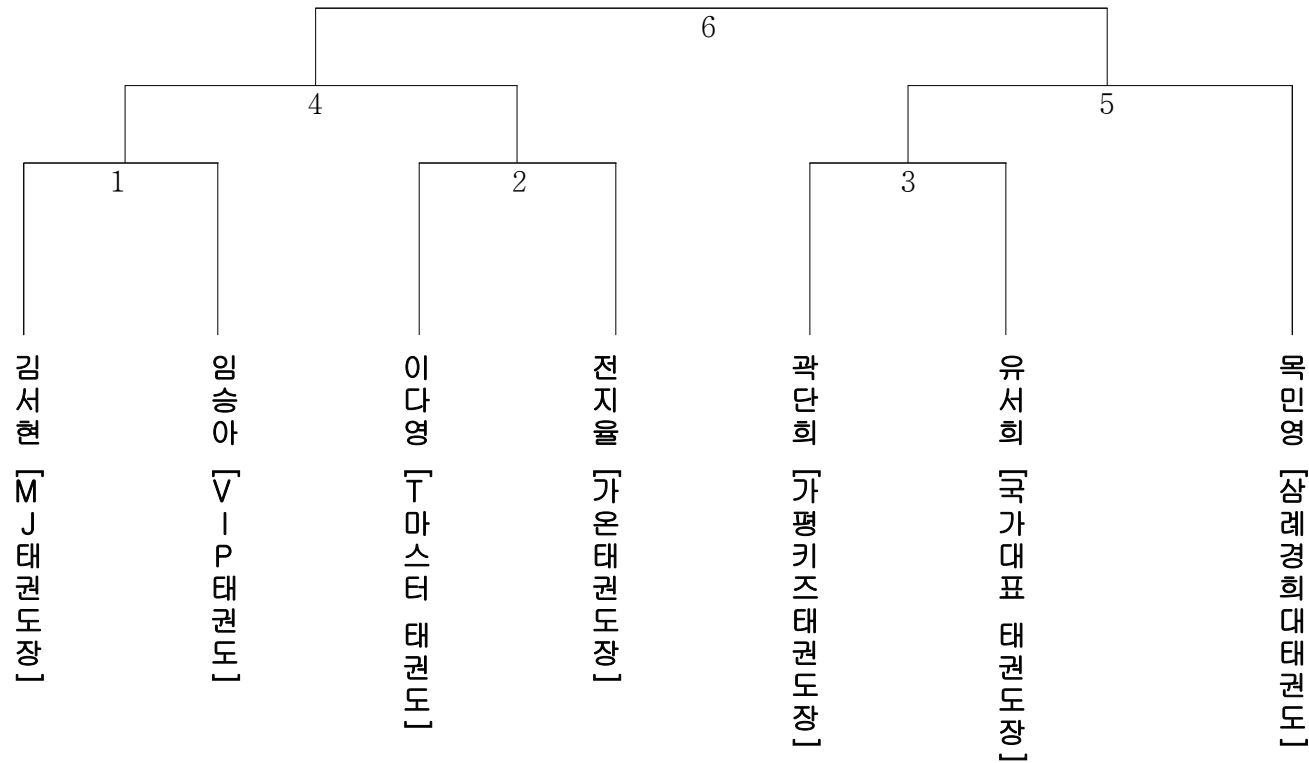 6
4
5
1
2
3
김서현 [MJ태권도장]
임승아 [VIP태권도]
이다영 [T마스터 태권도]
전지율 [가온태권도장]
곽단희 [가평키즈태권도장]
유서희 [국가대표 태권도장]
목민영 [삼례경희대태권도]